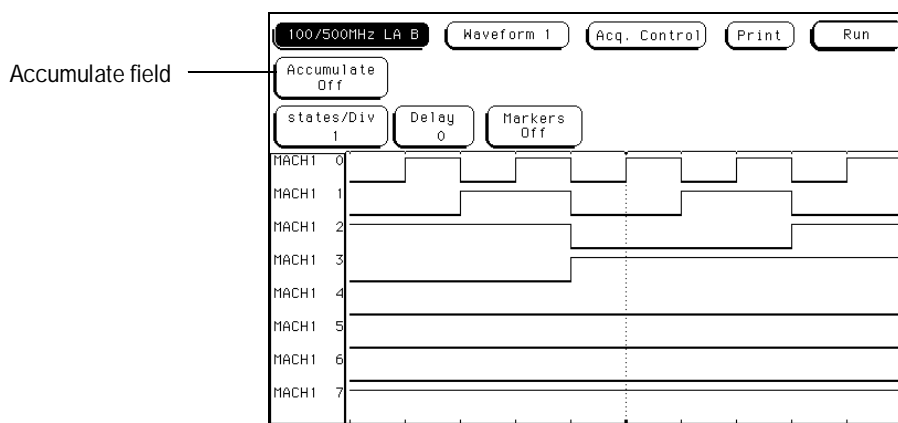 100/500MHz LA B Waveform 1 Acq. Control Print Run
Accumulate field
Accumulate
Off
states/Div
1
Delay
0
Markers
Off
MACH1 0
MACH1 1
MACH1 2
MACH1 3
MACH1 4
MACH1 5
MACH1 6
MACH1 7